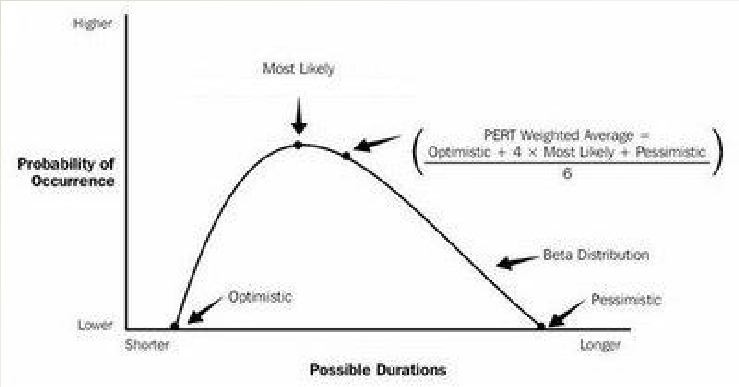 Higher
Most Likely
PERT Weighted Average =
Optimistic + 4 × Most Likely + Pessimistic
6
Probability of
Occurrence
Beta Distribution
Optimistic
Pessimistic
Lower
Shorter
Longer
Possible Durations